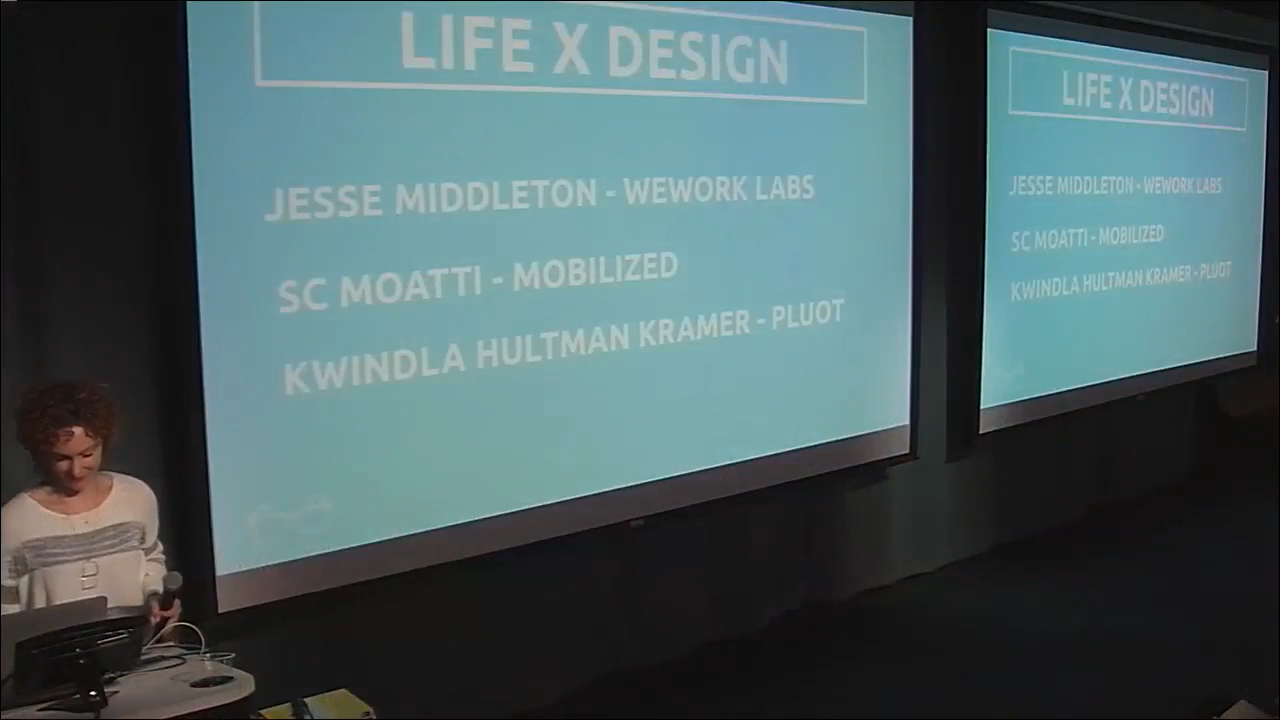 LIFE X DESIGN
JESSE MIDDLETON - WEWORK LABS
SC MOATTI - MOBILIZED
KWINDLA HULTMAN KRAMER - PLUOT
LIFE X DESIGN
JESSE MIDDLETON - WEWORK LABS
SC MOATTI - MOBILIZED
KWINDLA HULTMAN KRAMER - PLUOT